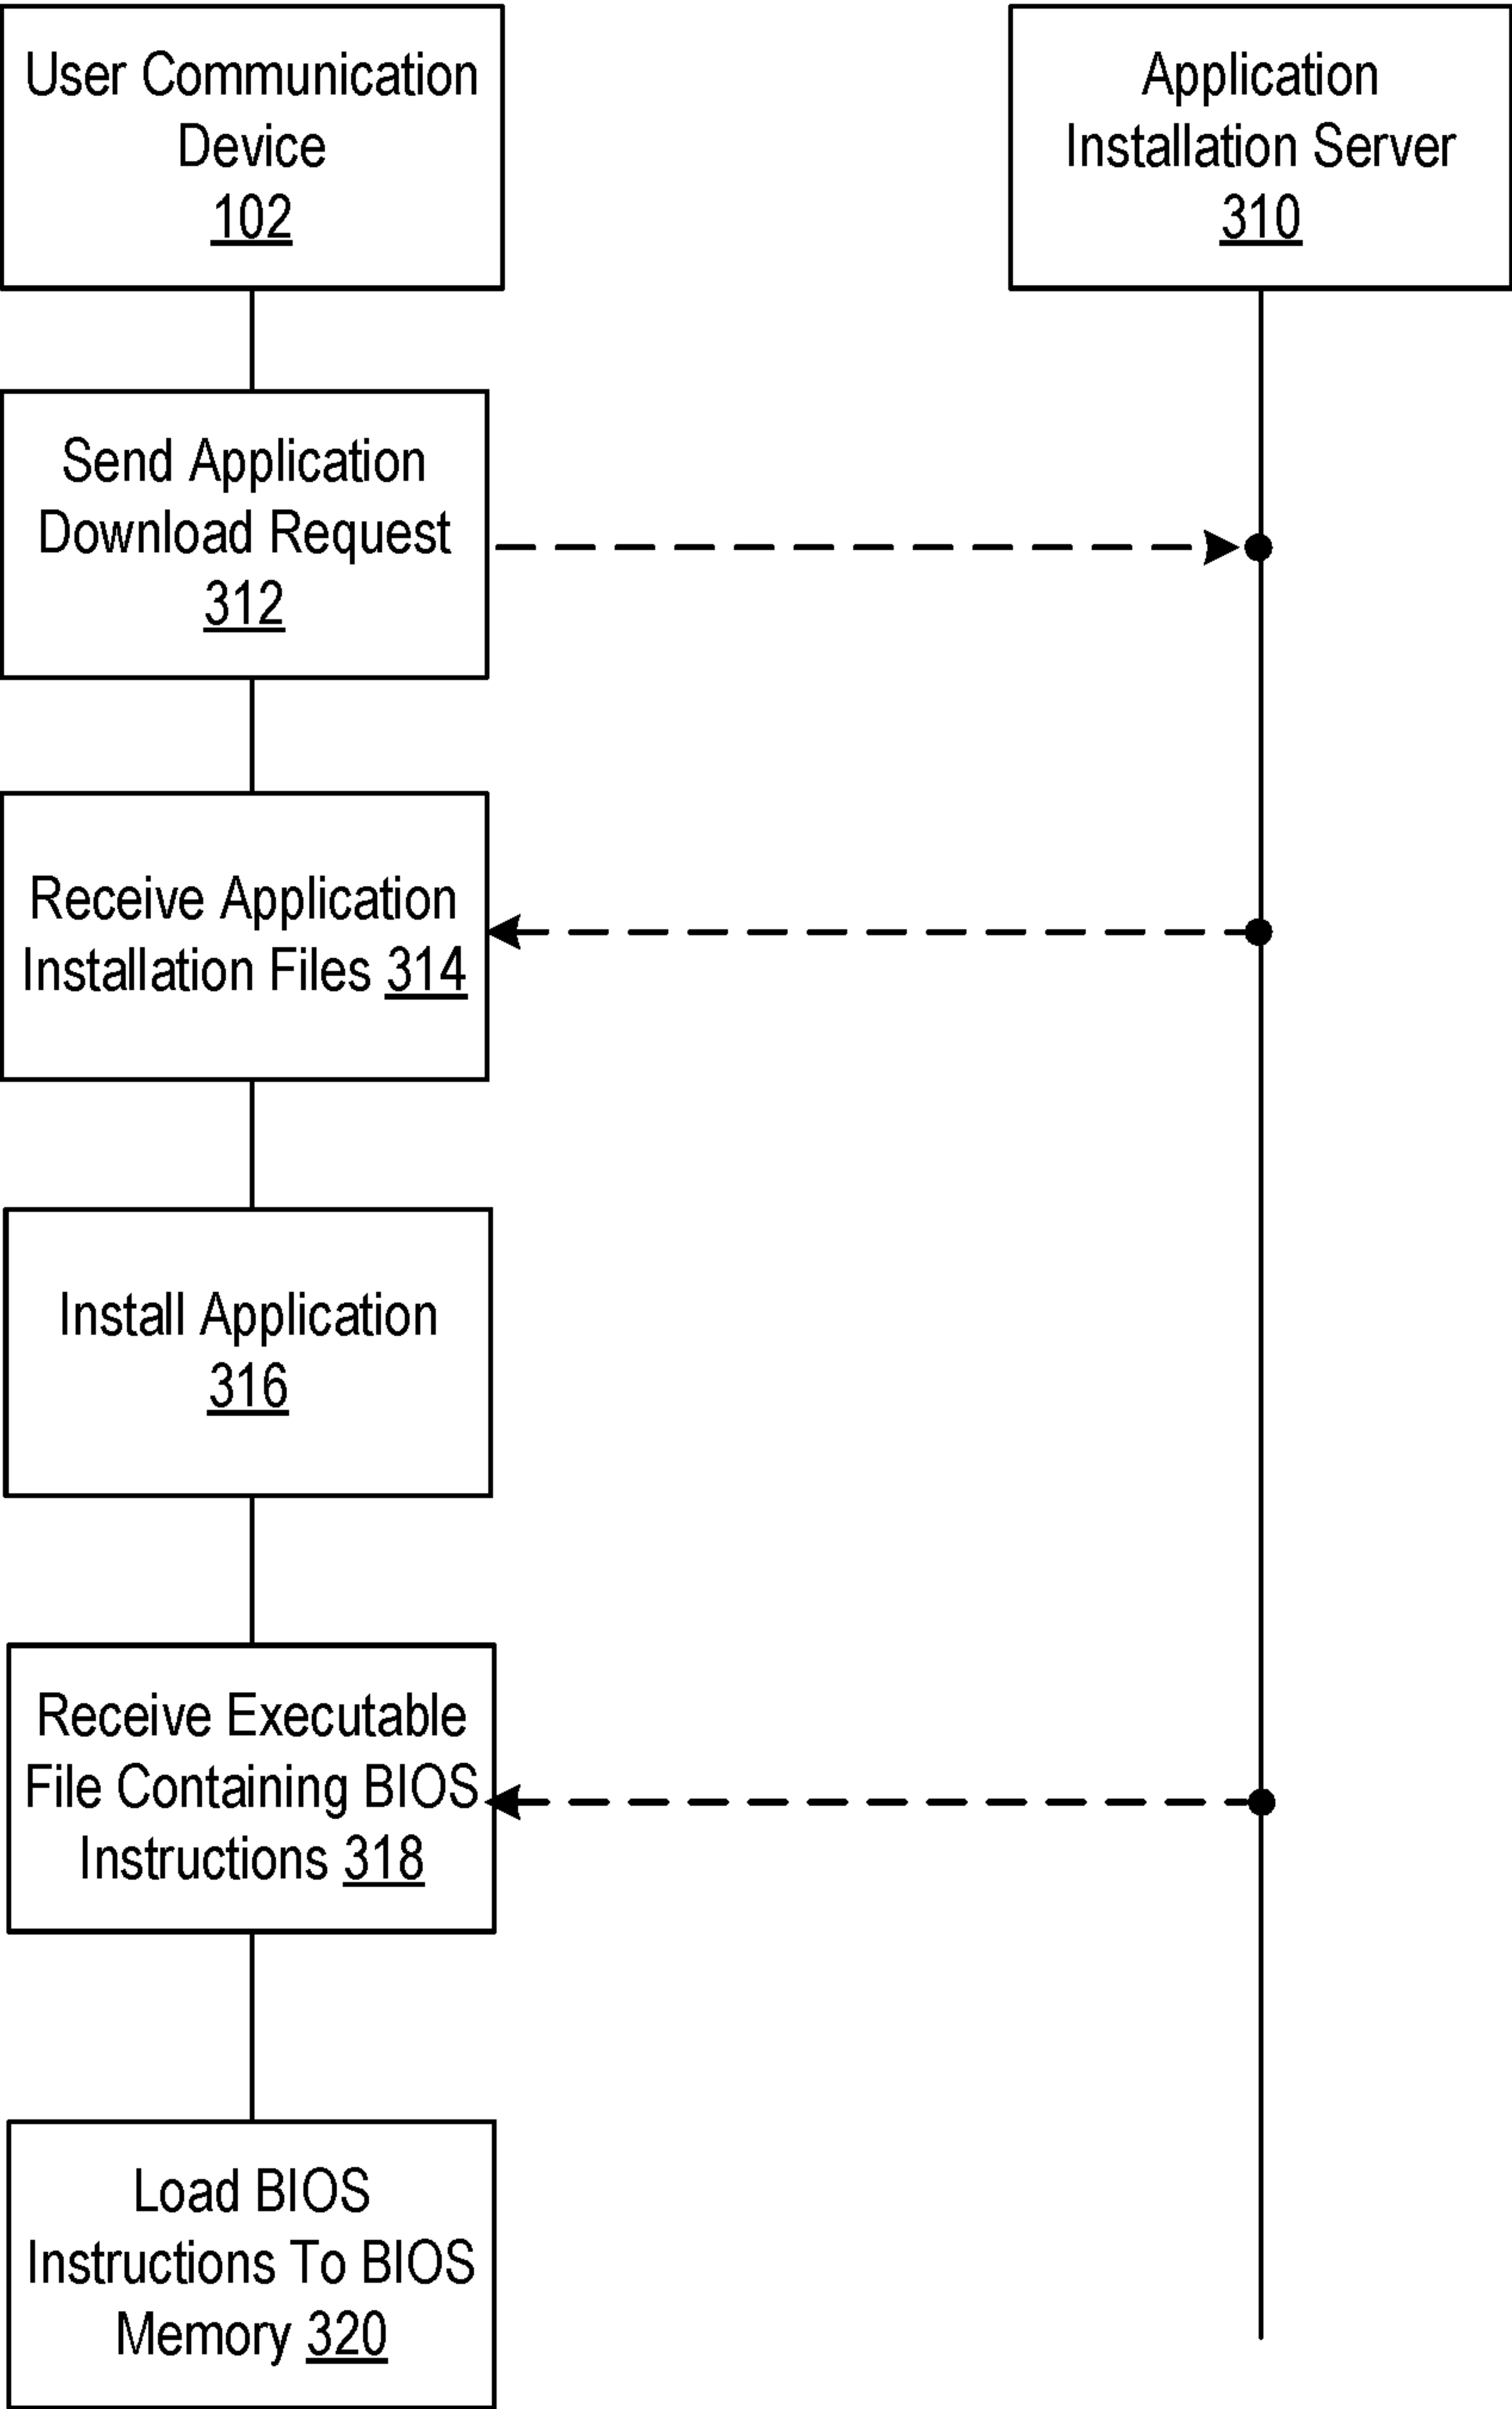 User Communication
Device
102
Application
Installation Server
310
Send Application
Download Request
312
Receive Application
Installation Files 314
Install Application
316
Receive Executable
File Containing BIOS
Instructions 318
Load BIOS
Instructions To BIOS
Memory 320